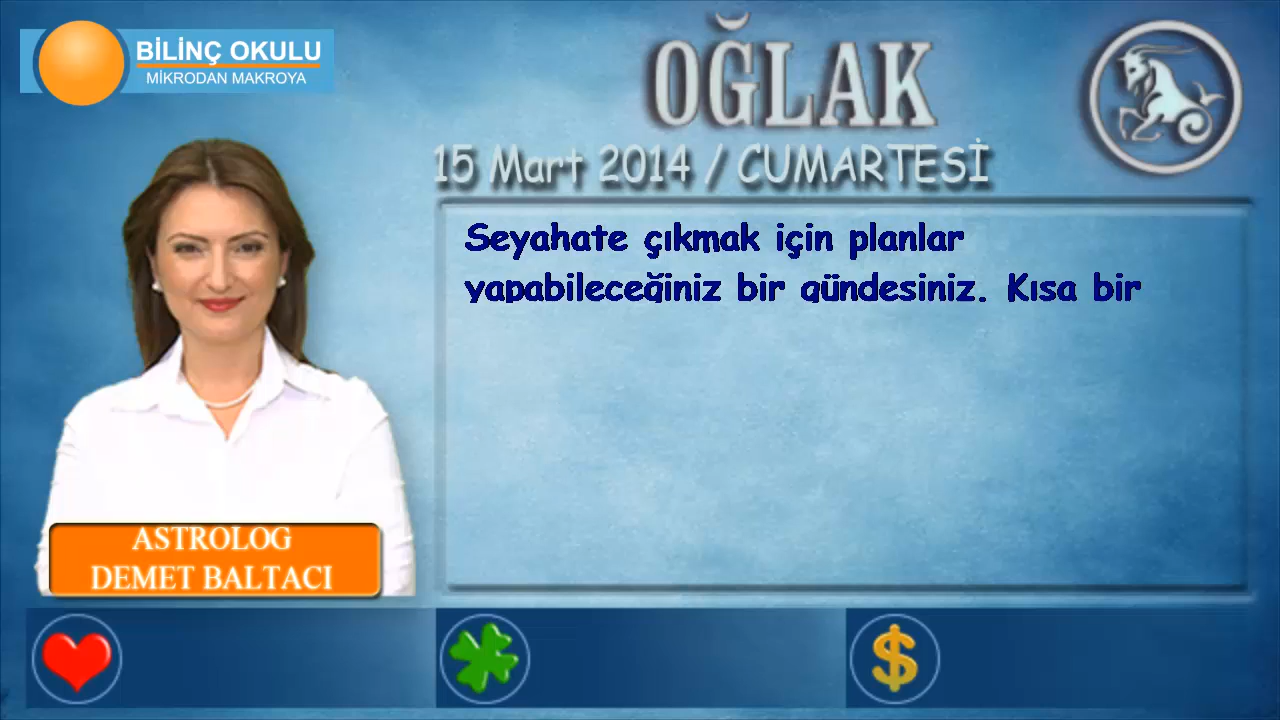 BİLİNÇ OKULU
MİKRODAN MAKROYA
OĞLAK
15 Mart 2014 / CUMARTESİ
Seyahate çıkmak için planlar
yapabileceğiniz bir gündesiniz. Kısa bir
ASTROLOG
DEMET BALTACI